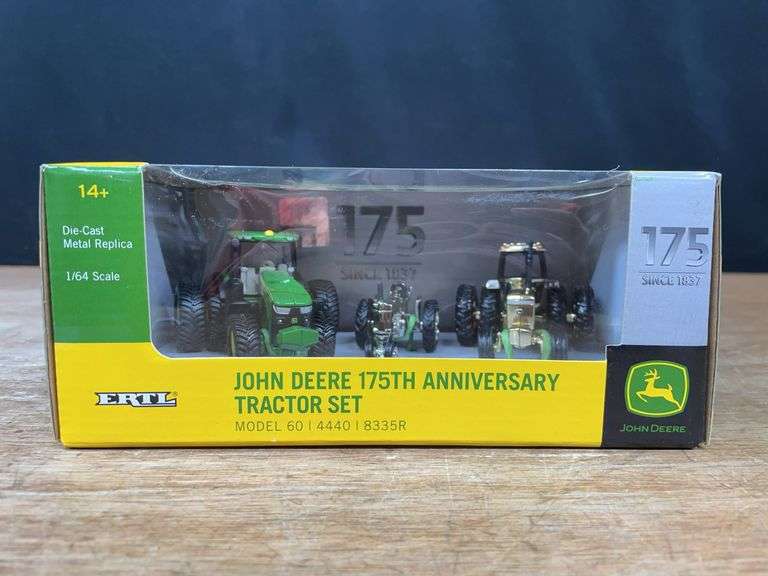 14+
Die-Cast
Metal Replica
1/64 Scale
175
SINCE 1837
175
SINCE 1837
ERTL®
JOHN DEERE 175TH ANNIVERSARY
TRACTOR SET
MODEL 60 | 4440 | 8335R
JOHN DEERE